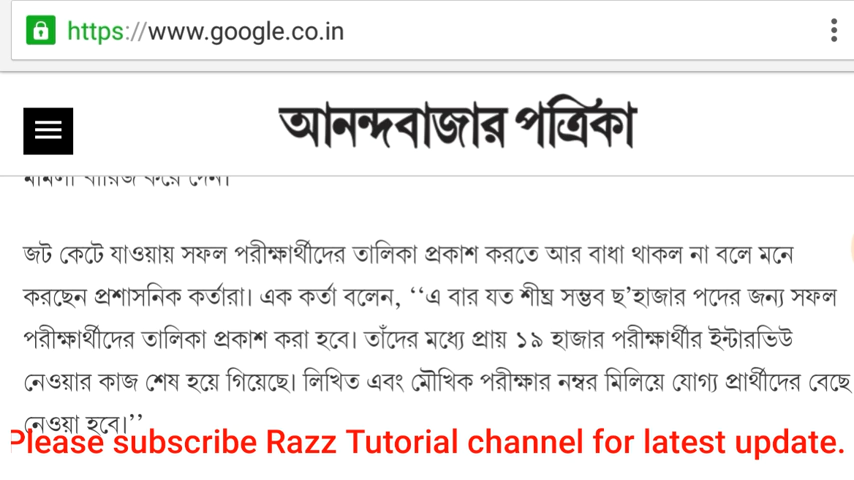 https://www.google.co.in
আনন্দবাজার পত্রিকা
মামলা খারিজ করে দেন।
জট কেটে যাওয়ায় সফল পরীক্ষার্থীদের তালিকা প্রকাশ করতে আর বাধা থাকল না বলে মনে
করছেন প্রশাসনিক কর্তারা। এক কর্তা বলেন, ‘‘এ বার যত শীঘ্র সম্ভব ছ’হাজার পদের জন্য সফল
পরীক্ষার্থীদের তালিকা প্রকাশ করা হবে। তাঁদের মধ্যে প্রায় ১৯ হাজার পরীক্ষার্থীর ইন্টারভিউ
নেওয়ার কাজ শেষ হয়ে গিয়েছে। লিখিত এবং মৌখিক পরীক্ষার নম্বর মিলিয়ে যোগ্য প্রার্থীদের বেছে
নেওয়া হবে।’’
Please subscribe Razz Tutorial channel for latest update.